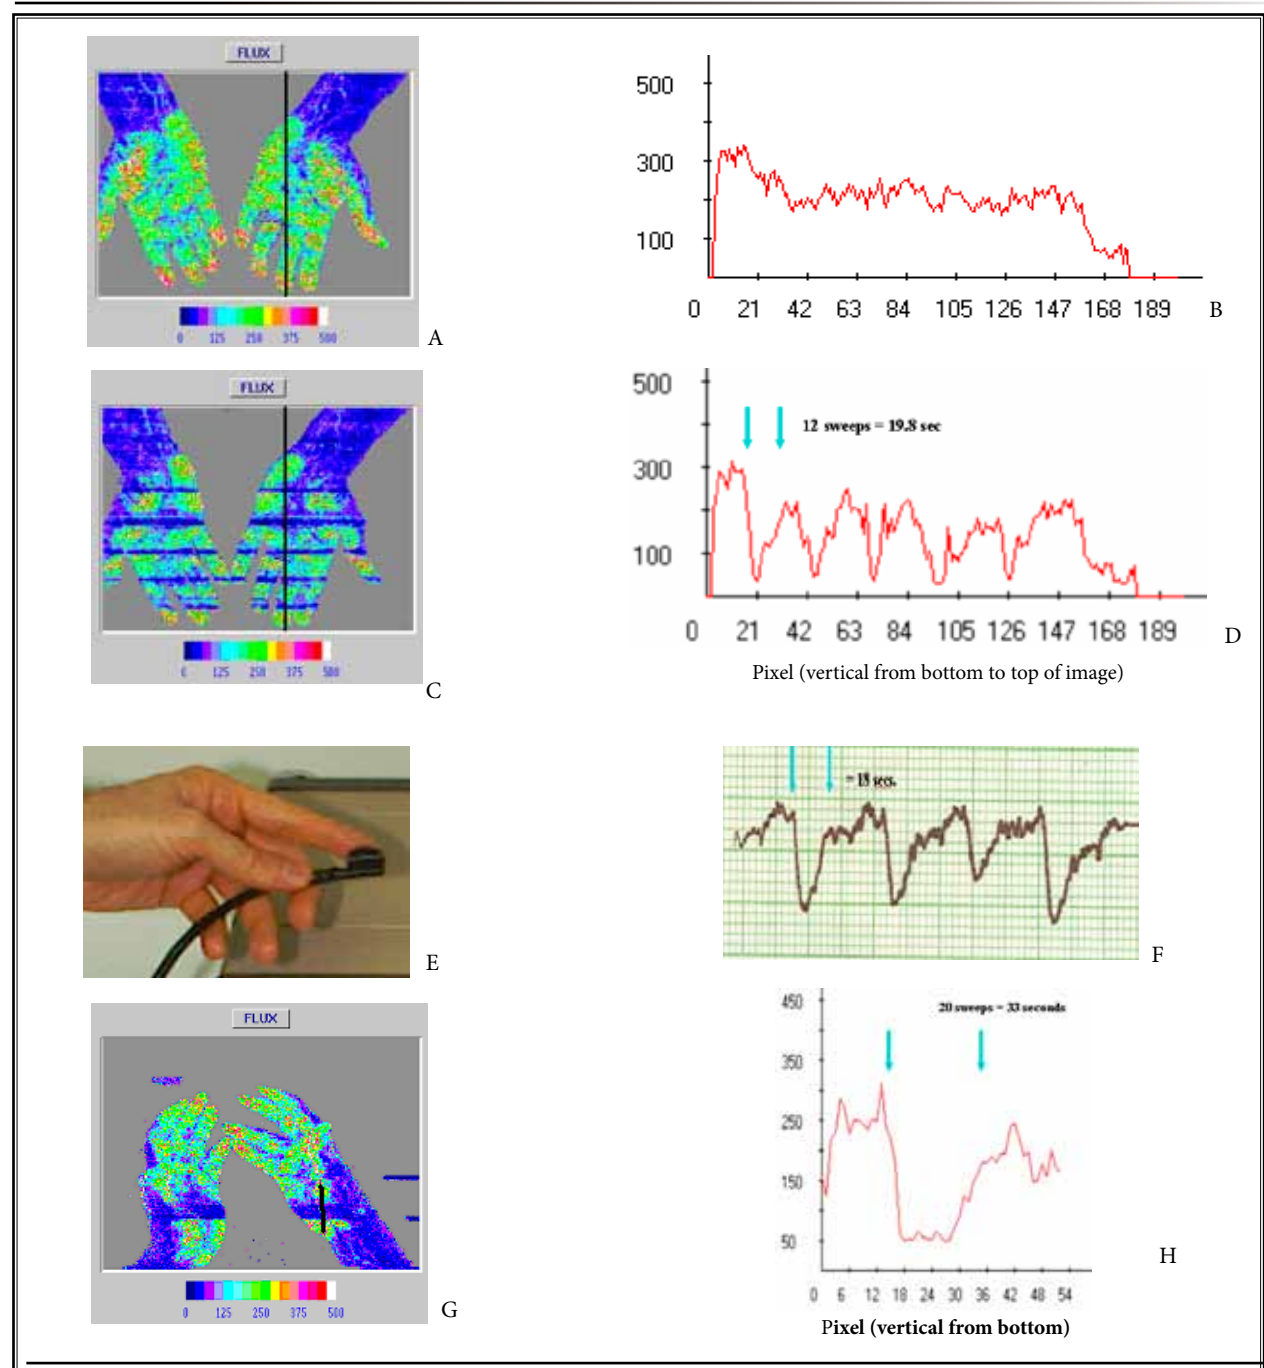 FLUX
0 125 250 375 500
A
500
300
100
0 21 42 63 84 105 126 147 168 189
B
FLUX
0 125 250 375 500
C
500
300
100
12 sweeps = 19.8 sec
0 21 42 63 84 105 126 147 168 189
D
Pixel (vertical from bottom to top of image)
E
= 18 secs.
F
FLUX
0 125 250 375 500
G
450
350
250
150
50
20 sweeps = 33 seconds
0 6 12 18 24 30 36 42 48 54
H
Pixel (vertical from bottom)